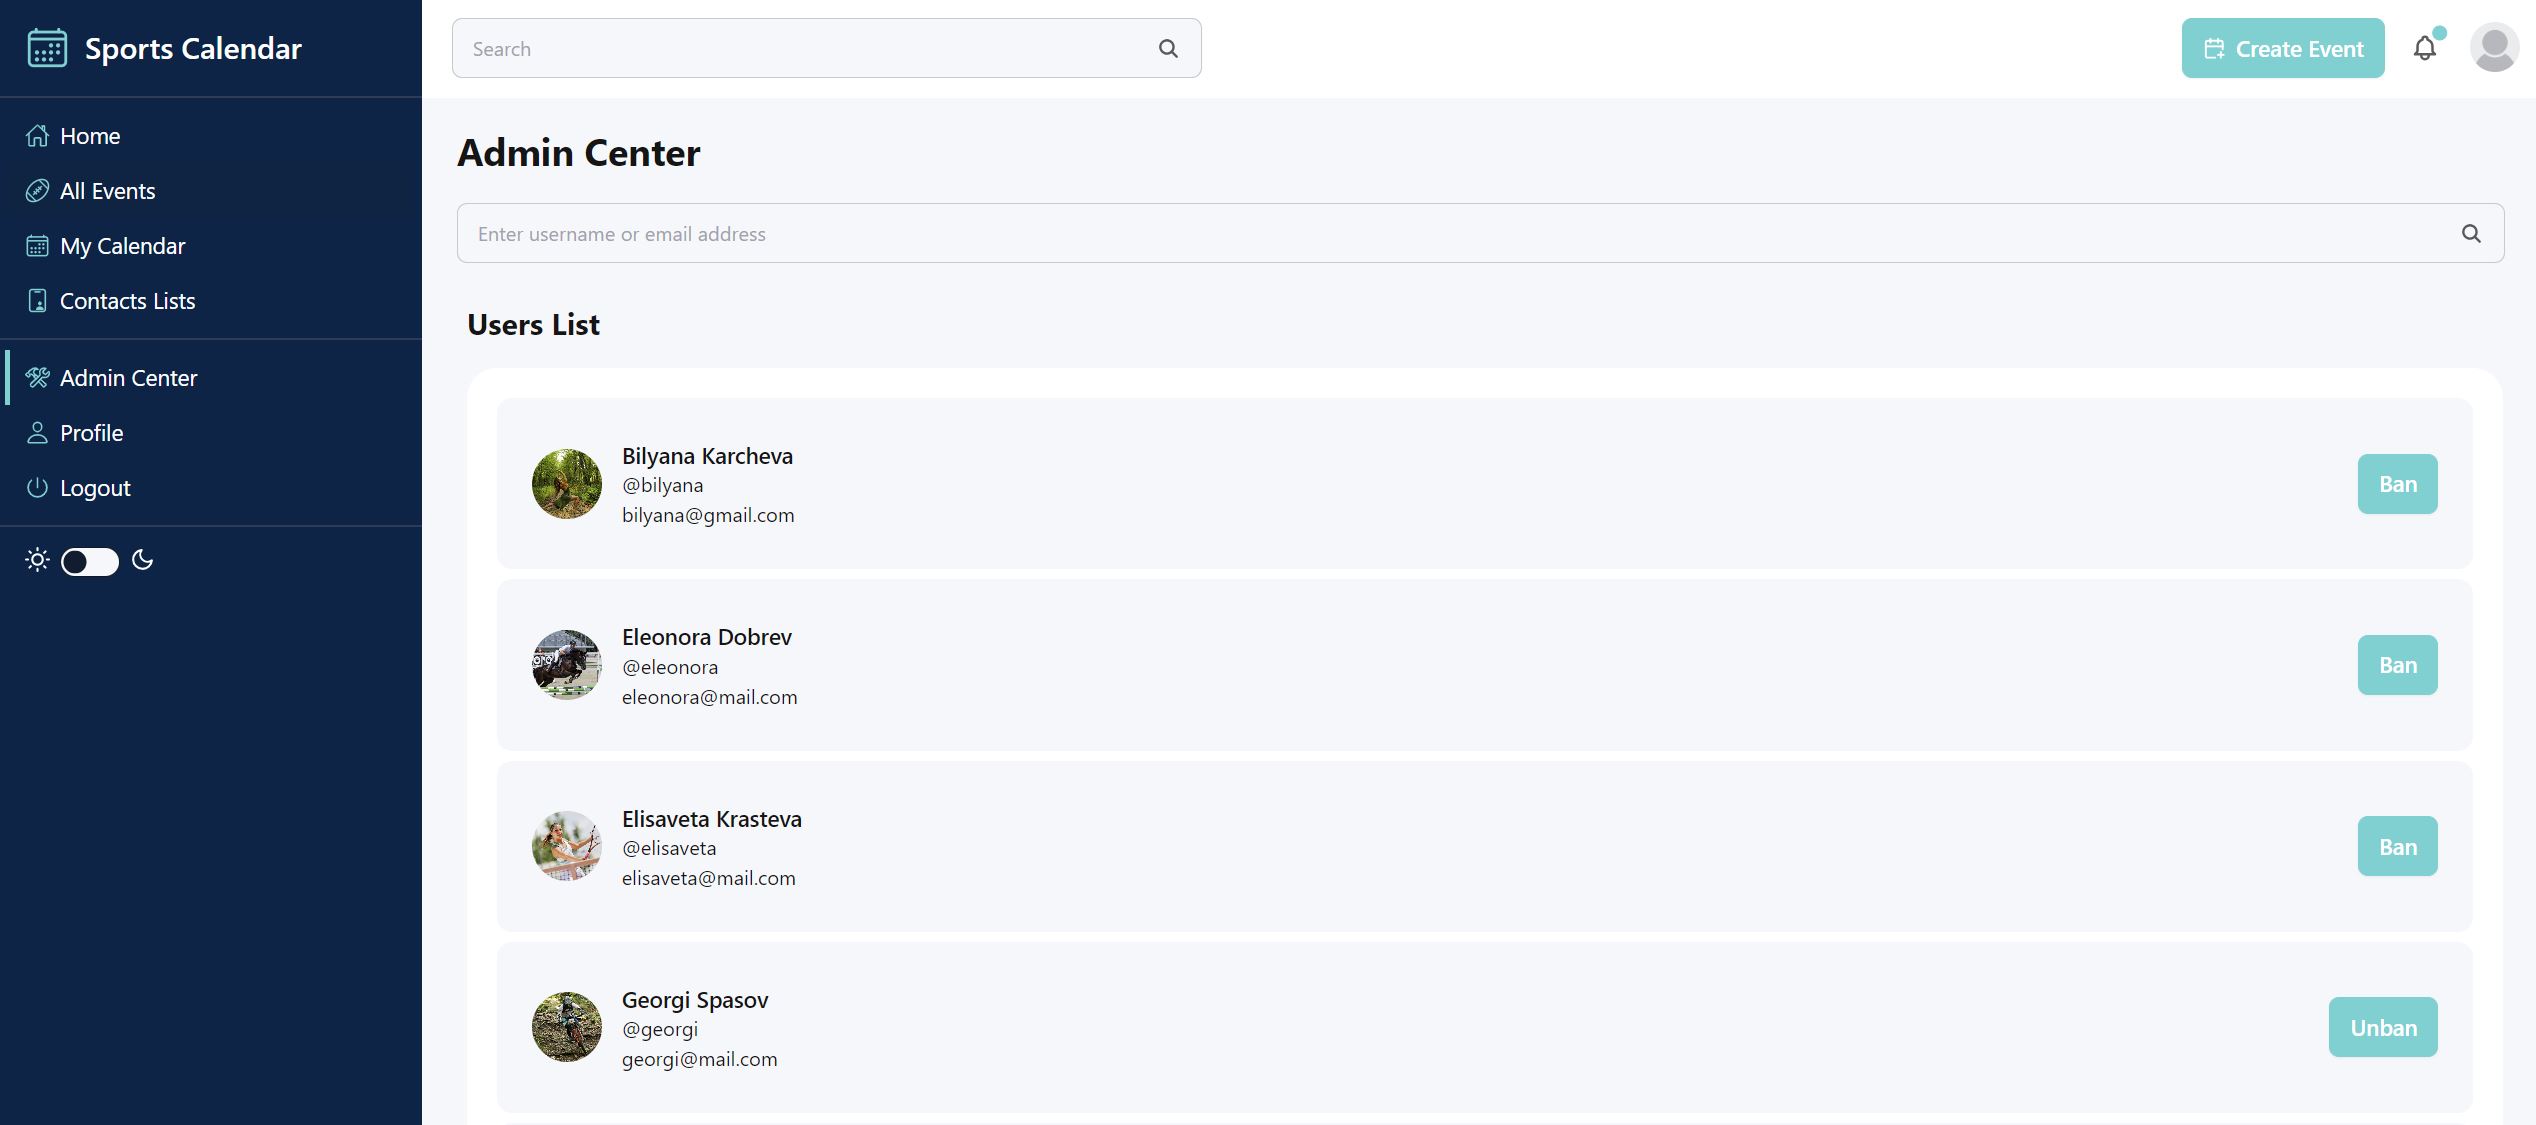 Sports Calendar
Search
Create Event
Home
All Events
My Calendar
Contacts Lists
Admin Center
Profile
Logout
Admin Center
Enter username or email address
Users List
Bilyana Karcheva
@bilyana
bilyana@gmail.com
Ban
Eleonora Dobrev
@eleonora
eleonora@mail.com
Ban
Elisaveta Krasteva
@elisaveta
elisaveta@mail.com
Ban
Georgi Spasov
@georgi
georgi@mail.com
Unban